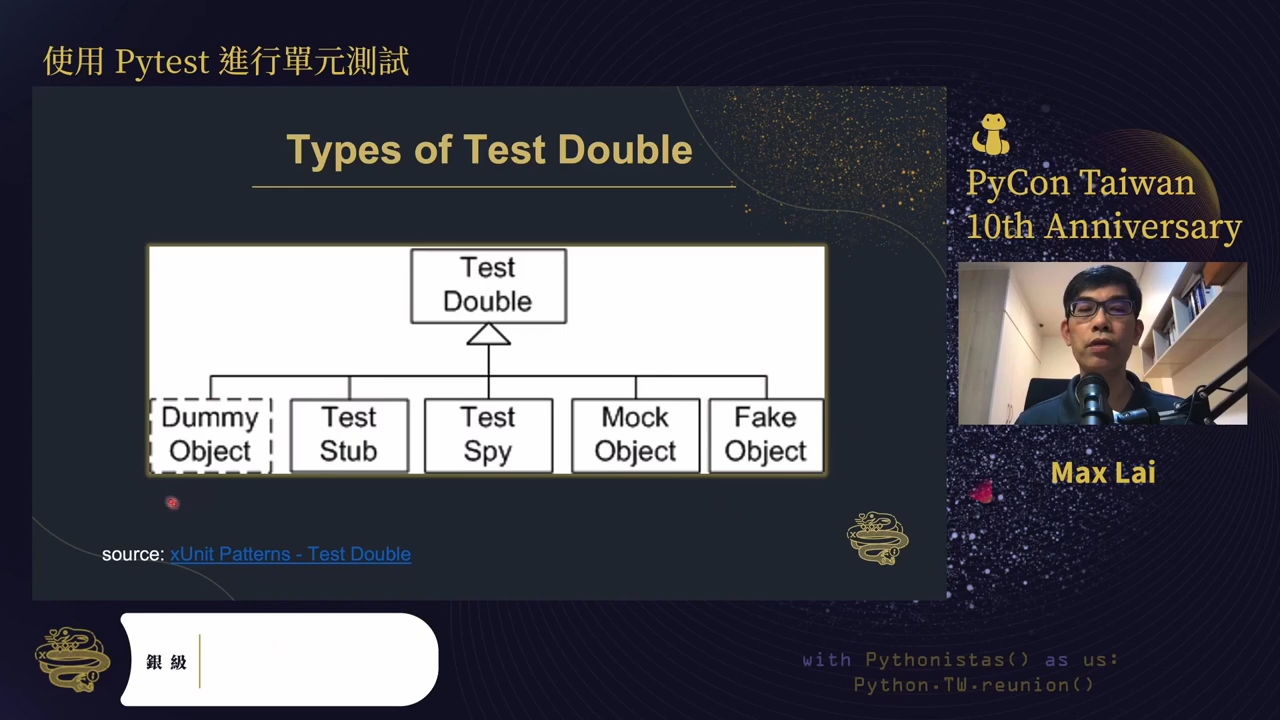 使用 Pytest 進行單元測試
Types of Test Double
Test
Double
Dummy
Object
Test
Stub
Test
Spy
Mock
Object
Fake
Object
source: xUnit Patterns - Test Double
PyCon Taiwan
10th Anniversary
Max Lai
銀級
with Pythonistas() as us:
Python.TW.reunion()